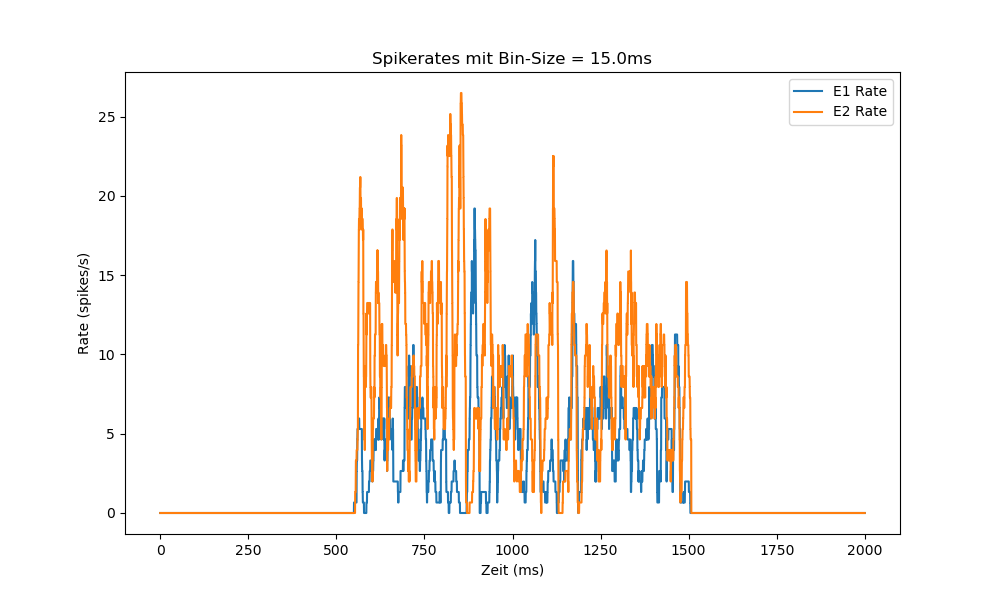 Spikerates mit Bin-Size = 15.0ms
E1 Rate
E2 Rate
Rate (spikes/s)
25
20
15
10
5
0
0 250 500 750 1000 1250 1500 1750 2000
Zeit (ms)